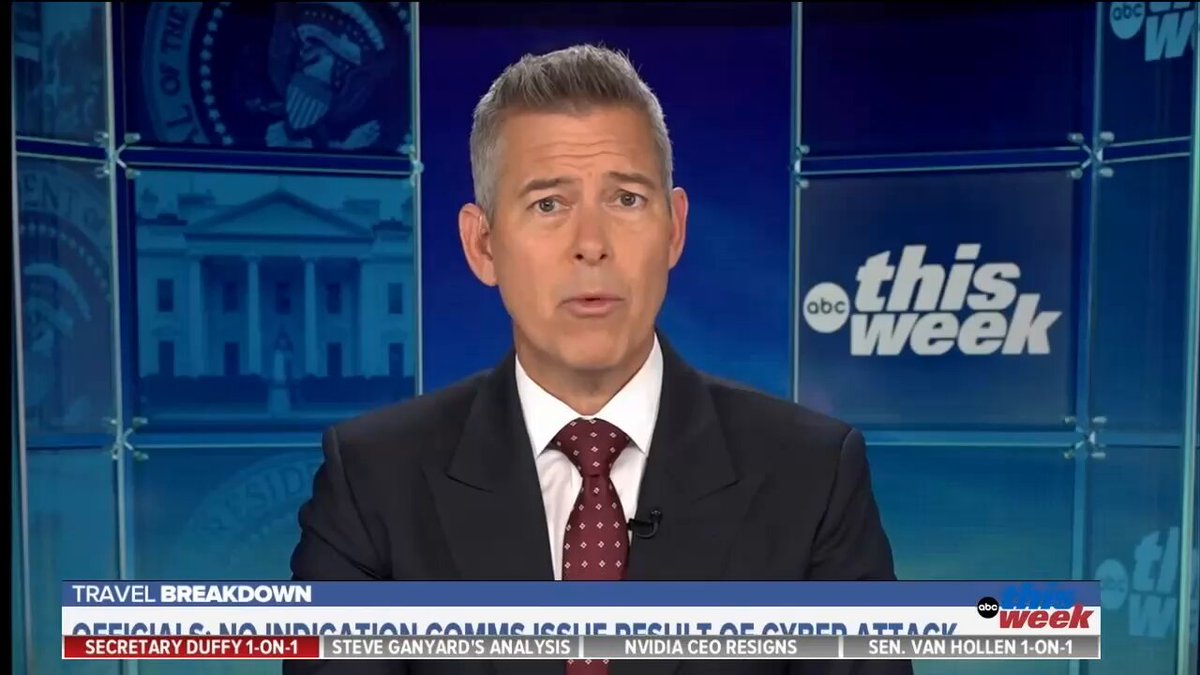 abc
this
week
TRAVEL BREAKDOWN
abc this week
OFFICIALS: NO INDICATION COMMS ISSUE RESULT OF CYBER ATTACK
SECRETARY DUFFY 1-ON-1
STEVE GANYARD'S ANALYSIS
NVIDIA CEO RESIGNS
SEN. VAN HOLLEN 1-ON-1